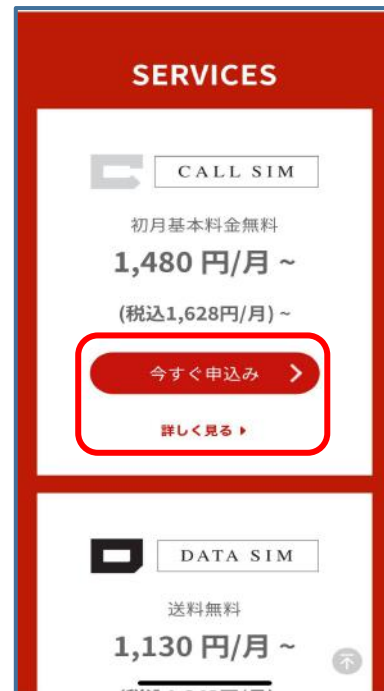 SERVICES
CALL SIM
初月基本料金無料
1,480 円/月 ~
(税込1,628円/月) ~
今すぐ申込み
詳しく見る
DATA SIM
送料無料
1,130 円/月 ~